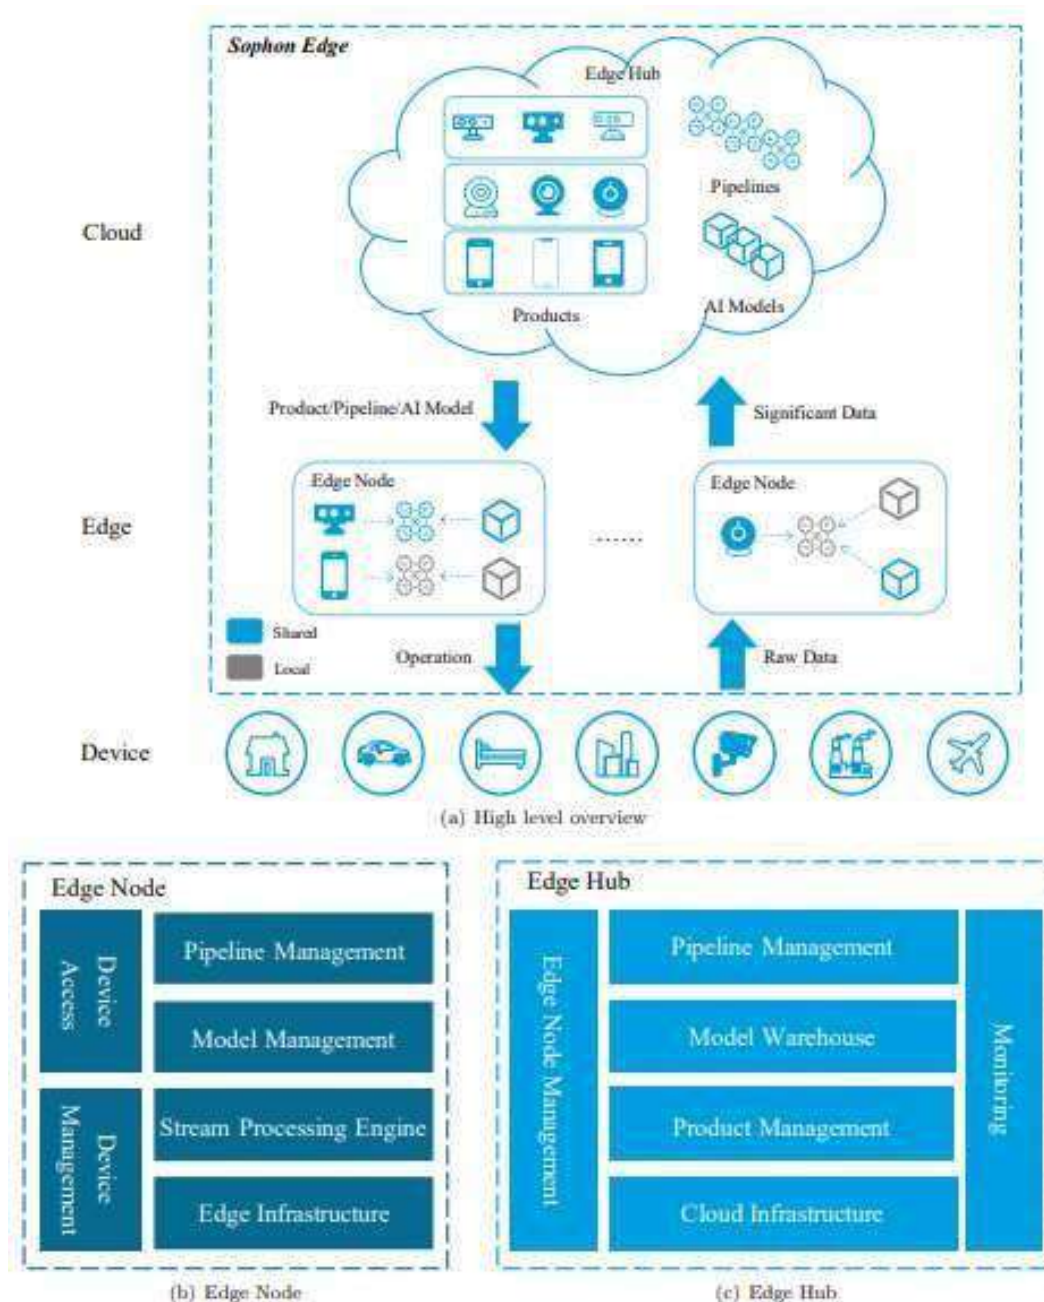 Sophon Edge
Edge Hub
Pipelines
Cloud
AI Models
Products
Product/Pipeline/AI Model
Significant Data
Edge Node
Edge Node
Edge
......
Shared
Local
Operation
Raw Data
Device
(a) High level overview
Edge Node
Device Access
Pipeline Management
Model Management
Device Management
Stream Processing Engine
Edge Infrastructure
(b) Edge Node
Edge Hub
Edge Node Management
Pipeline Management
Model Warehouse
Product Management
Cloud Infrastructure
Monitoring
(c) Edge Hub